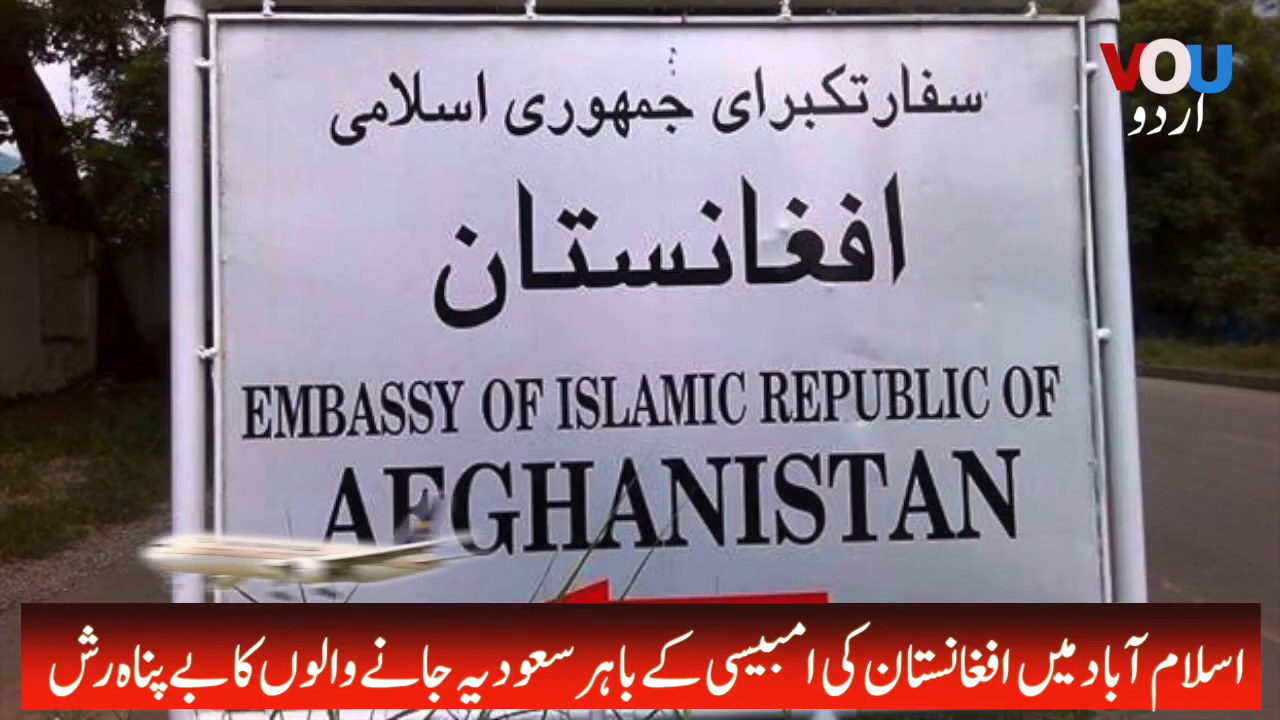 VOU
اردو
سفارتکبرای جمهوری اسلامی
افغانستان
EMBASSY OF ISLAMIC REPUBLIC OF
AFGHANISTAN
اسلام آباد میں افغانستان کی امبیسی کے باہر سعودیہ جانے والوں کا بے پناہ رش